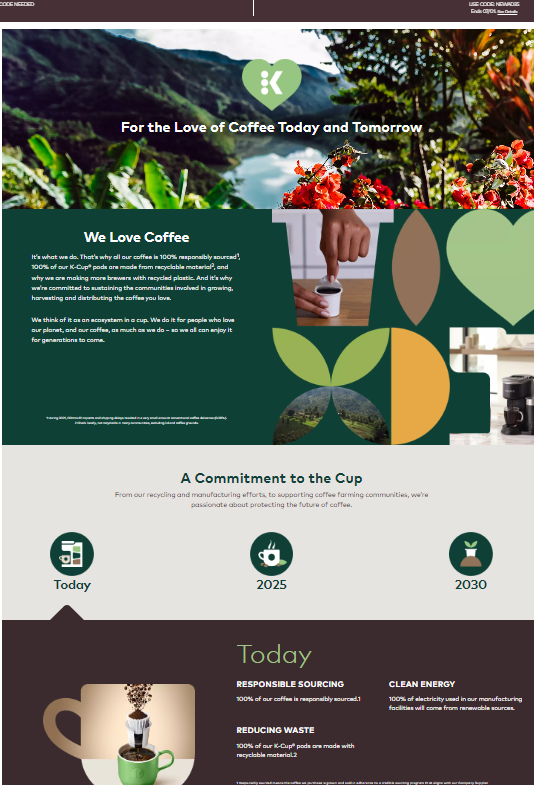 CODE NEEDED
Ends 07/01. See Details
K
For the Love of Coffee Today and Tomorrow
We Love Coffee
It's what we do. That's why all our coffee is 100% responsibly sourced¹,
100% of our K-Cup® pods are made from recyclable material², and
why we are making more brewers with recycled plastic. And it's why
we're committed to sustaining the communities involved in growing,
harvesting and distributing the coffee you love.
We think of it as an ecosystem in a cup. We do it for people who love
our planet, and our coffee, as much as we do – so we all can enjoy it
for generations to come.
A Commitment to the Cup
From our recycling and manufacturing efforts, to supporting coffee farming communities, we're
passionate about protecting the future of coffee.
Today
2025
2030
Today
RESPONSIBLE SOURCING
100% of our coffee is responsibly sourced.1
CLEAN ENERGY
100% of electricity used in our manufacturing
facilities will come from renewable sources.
REDUCING WASTE
100% of our K-Cup® pods are made with
recyclable material.2